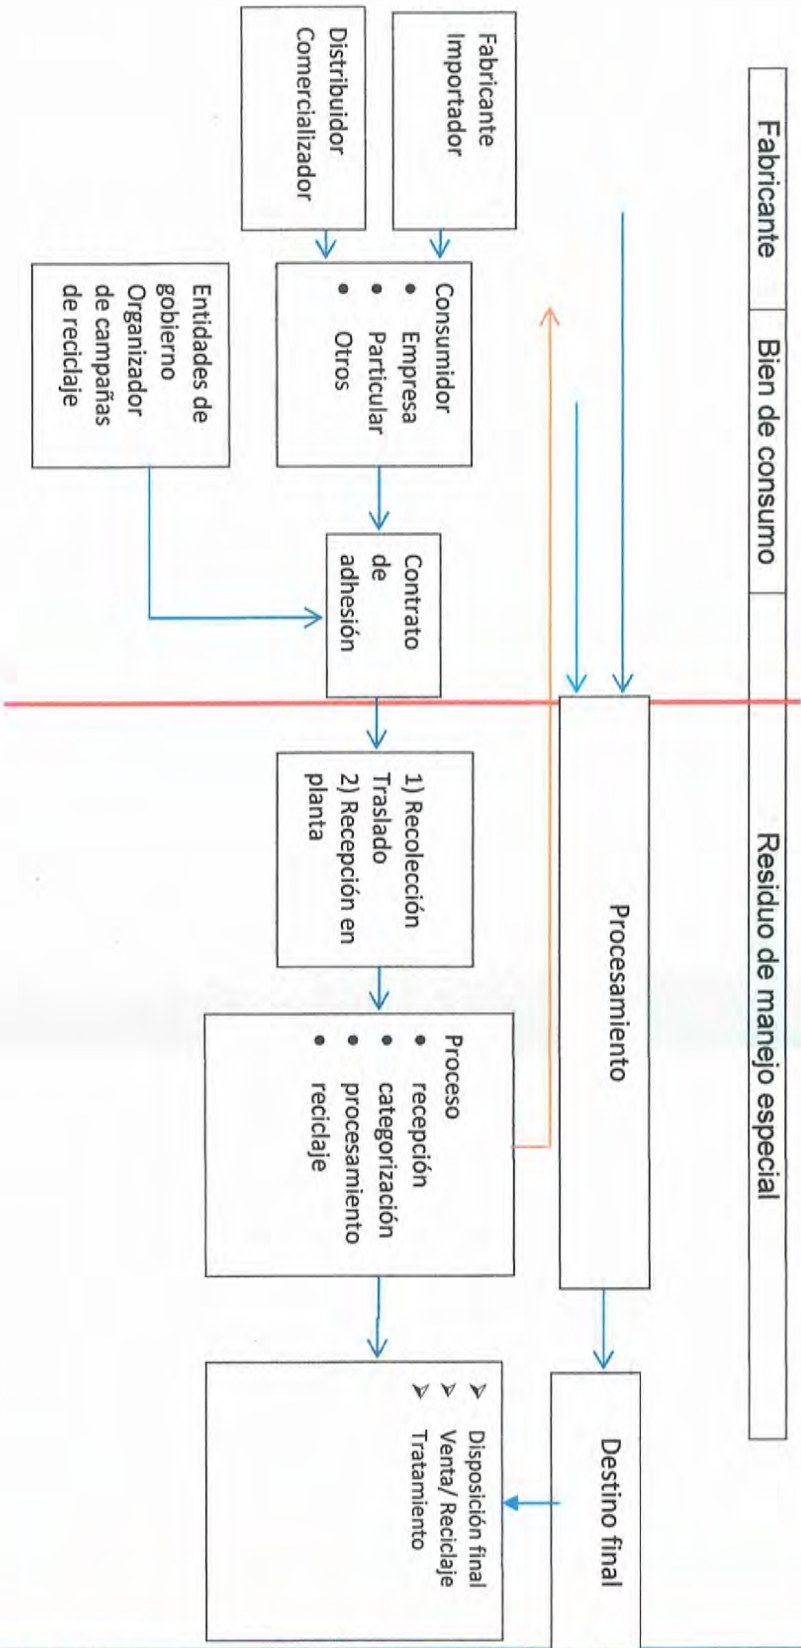 Fabricante
Bien de consumo
Residuo de manejo especial
Procesamiento
Destino final
Fabricante
Importador
Distribuidor
Comercializador
Consumidor
• Empresa
• Particular
• Otros
Entidades de
gobierno
Organizador
de campañas
de reciclaje
Contrato
de
adhesión
1) Recolección
Traslado
2) Recepción en
planta
Proceso
• recepción
• categorización
• procesamiento
• reciclaje
➢ Disposición final
➢ Venta/ Reciclaje
➢ Tratamiento